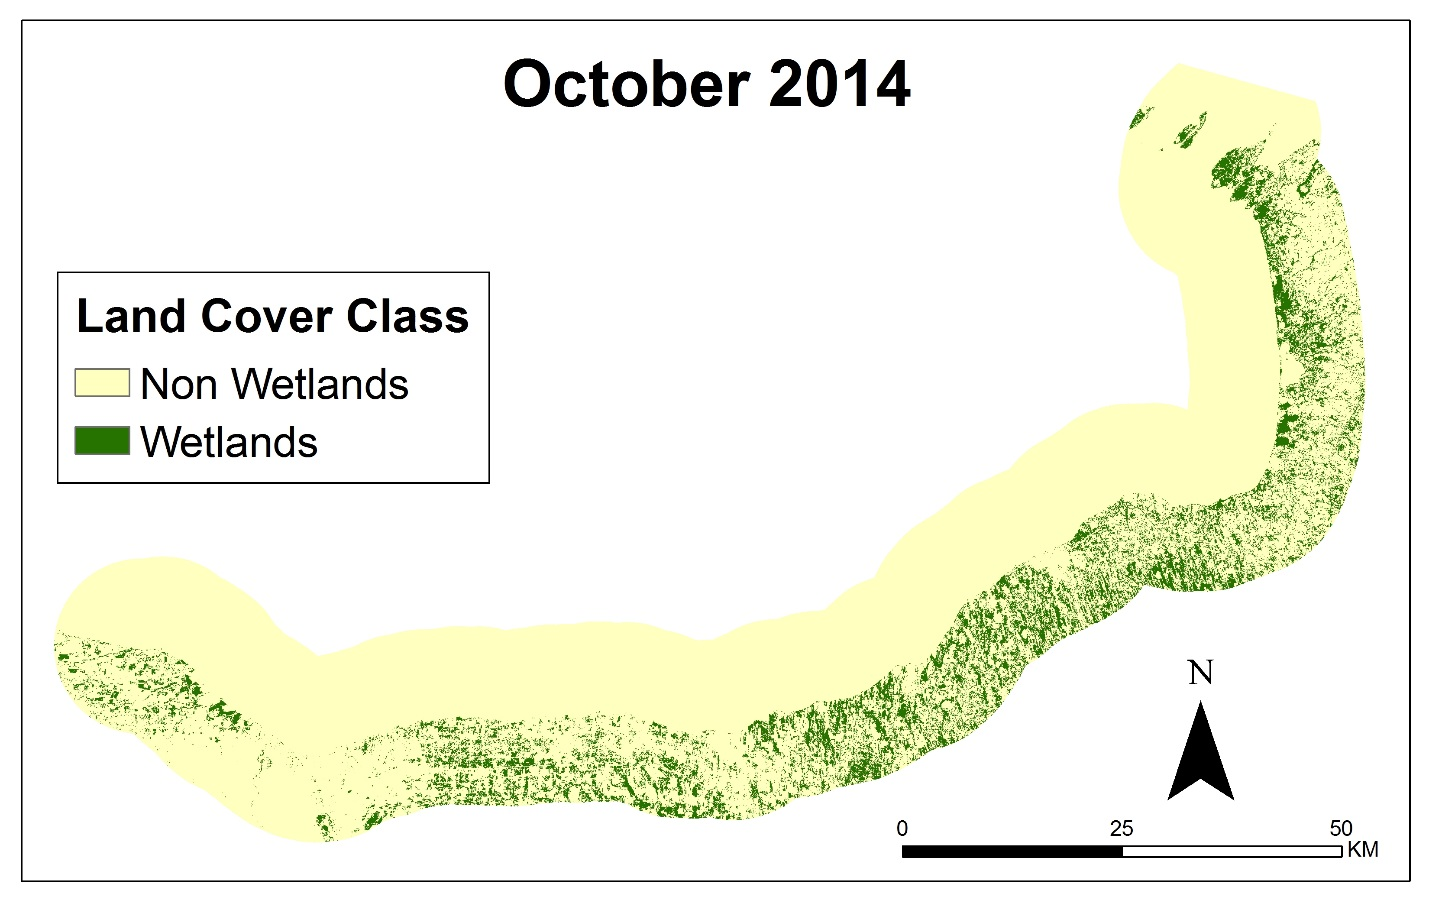 October 2014
Land Cover Class
Non Wetlands
Wetlands
N
0 25 50
KM